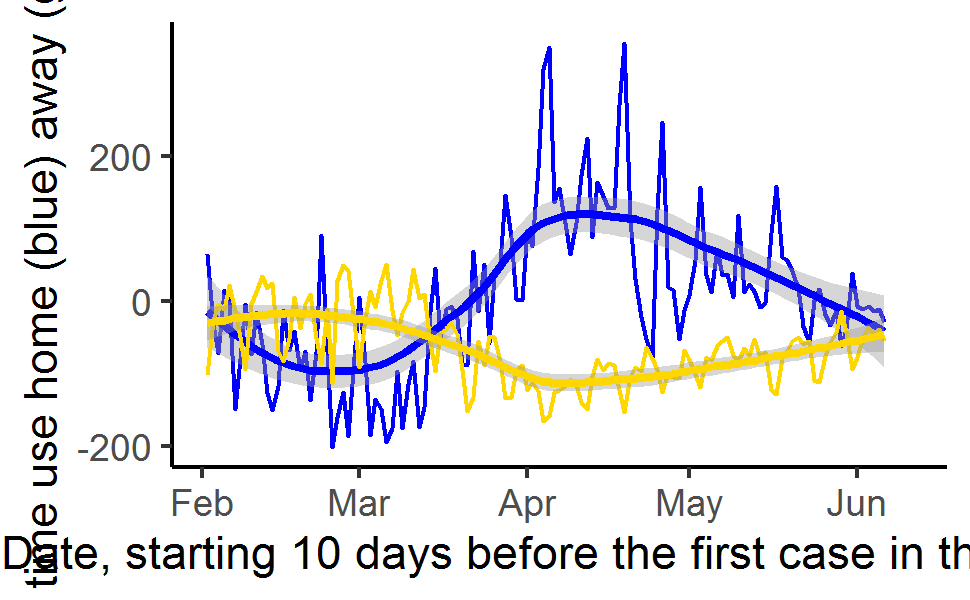 time use home (blue) away (
200
0
-200
Feb Mar Apr May Jun
Date, starting 10 days before the first case in th